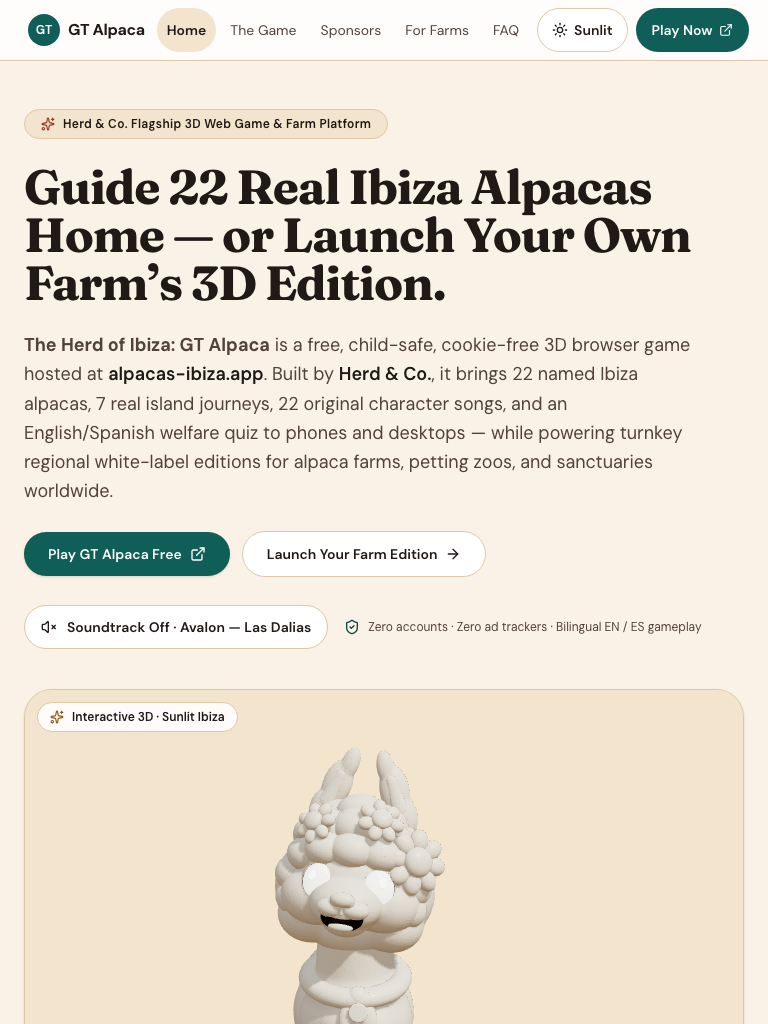 GT
GT Alpaca
Home
The Game
Sponsors
For Farms
FAQ
Sunlit
Play Now
Herd & Co. Flagship 3D Web Game & Farm Platform
Guide 22 Real Ibiza Alpacas
Home — or Launch Your Own
Farm’s 3D Edition.
The Herd of Ibiza: GT Alpaca is a free, child-safe, cookie-free 3D browser game
hosted at alpacas-ibiza.app. Built by Herd & Co., it brings 22 named Ibiza
alpacas, 7 real island journeys, 22 original character songs, and an
English/Spanish welfare quiz to phones and desktops — while powering turnkey
regional white-label editions for alpaca farms, petting zoos, and sanctuaries
worldwide.
Play GT Alpaca Free
Launch Your Farm Edition
Soundtrack Off · Avalon — Las Dalias
Zero accounts · Zero ad trackers · Bilingual EN / ES gameplay
Interactive 3D · Sunlit Ibiza